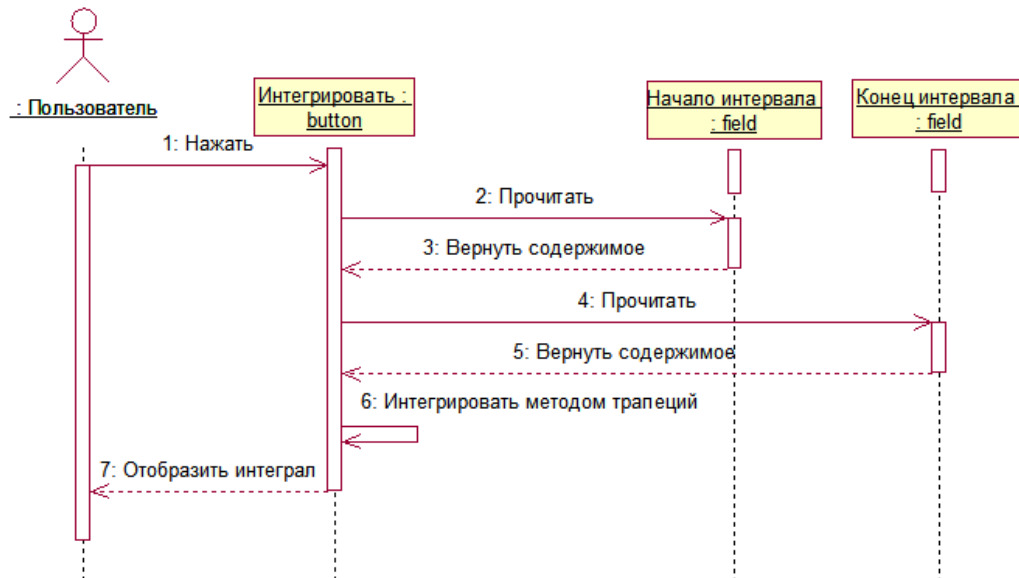 : Пользователь
Интегрировать :
button
Начало интервала
: field
Конец интервала
: field
1: Нажать
2: Прочитать
3: Вернуть содержимое
4: Прочитать
5: Вернуть содержимое
6: Интегрировать методом трапеций
7: Отобразить интеграл